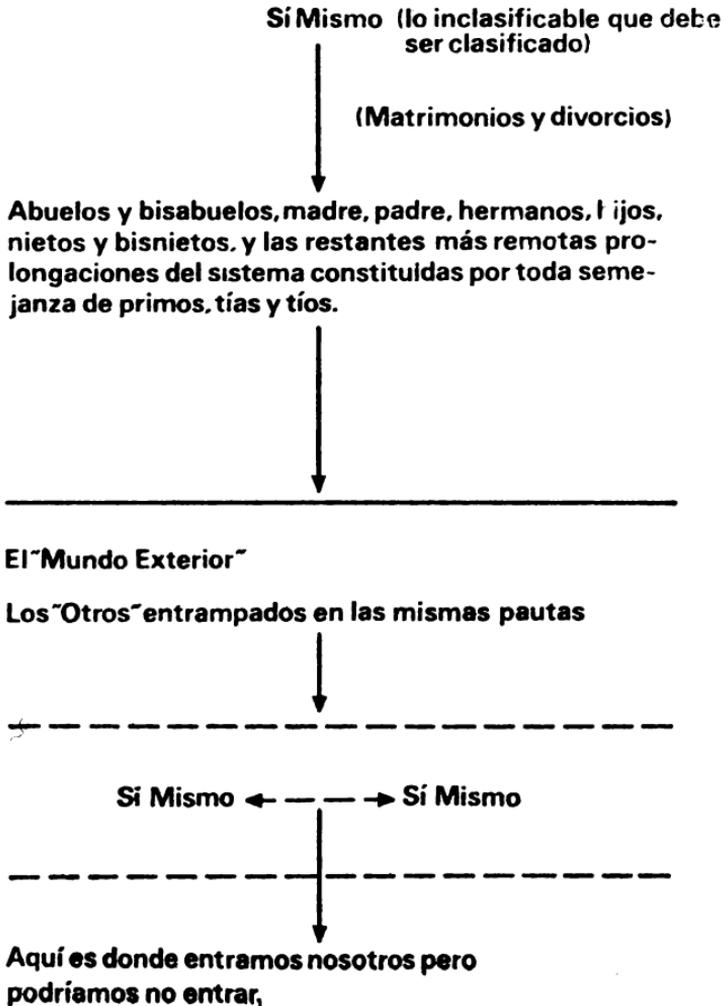 Sí Mismo (lo inclasificable que debe
ser clasificado)
(Matrimonios y divorcios)
Abuelos y bisabuelos, madre, padre, hermanos, hijos,
nietos y bisnietos, y las restantes más remotas pro-
longaciones del sistema constituidas por toda seme-
janza de primos, tías y tíos.
El "Mundo Exterior"
Los "Otros" entrampados en las mismas pautas
Sí Mismo Sí Mismo
Aquí es donde entramos nosotros pero
podríamos no entrar,